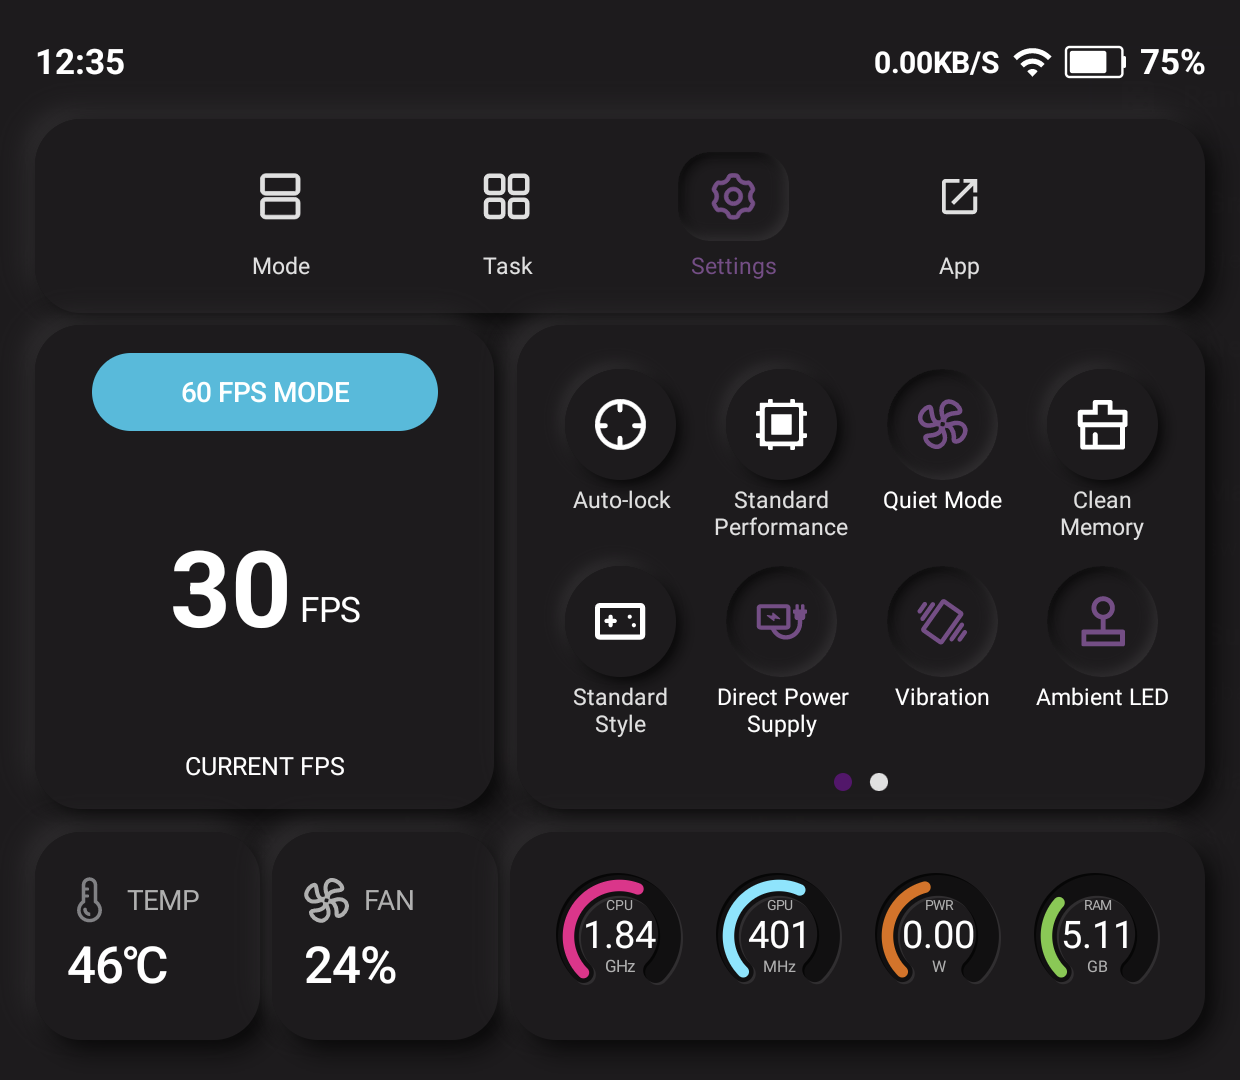 12:35
0.00KB/S 75%
Mode Task Settings App
60 FPS MODE
30 FPS
CURRENT FPS
Auto-lock
Standard
Performance
Quiet Mode
Clean
Memory
Standard
Style
Direct Power
Supply
Vibration
Ambient LED
TEMP
46°C
FAN
24%
CPU
1.84
GHz
GPU
401
MHz
PWR
0.00
W
RAM
5.11
GB